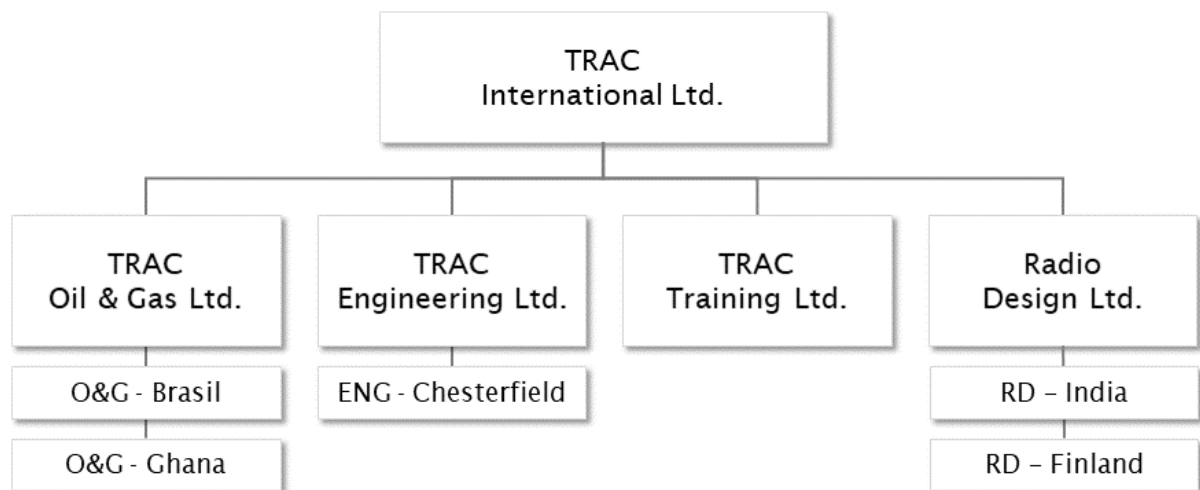 TRAC
International Ltd.
TRAC
Oil & Gas Ltd.
TRAC
Engineering Ltd.
TRAC
Training Ltd.
Radio
Design Ltd.
O&G - Brasil
ENG - Chesterfield
RD – India
O&G - Ghana
RD – Finland